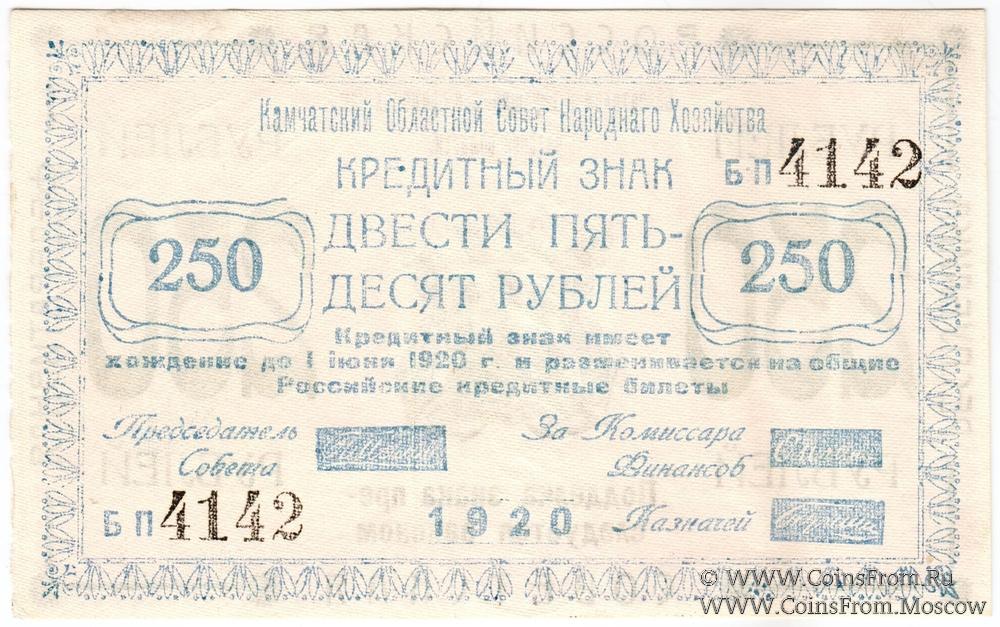 Камчатский Областной Совет Народнаго Хозяйства
КРЕДИТНЫЙ ЗНАК
БП 4142
250
ДВЕСТИ ПЯТЬ-
ДЕСЯТ РУБЛЕЙ
250
Кредитный знак имеет
хождение до 1 iюня 1920 г. и размѣнивается на общие
Российские кредитные билеты
Председатель
Совета
За Комиссара
Финансов
БП 4142
1920
Казначей
© WWW.CoinsFrom.Ru
WWW.CoinsFrom.Moscow